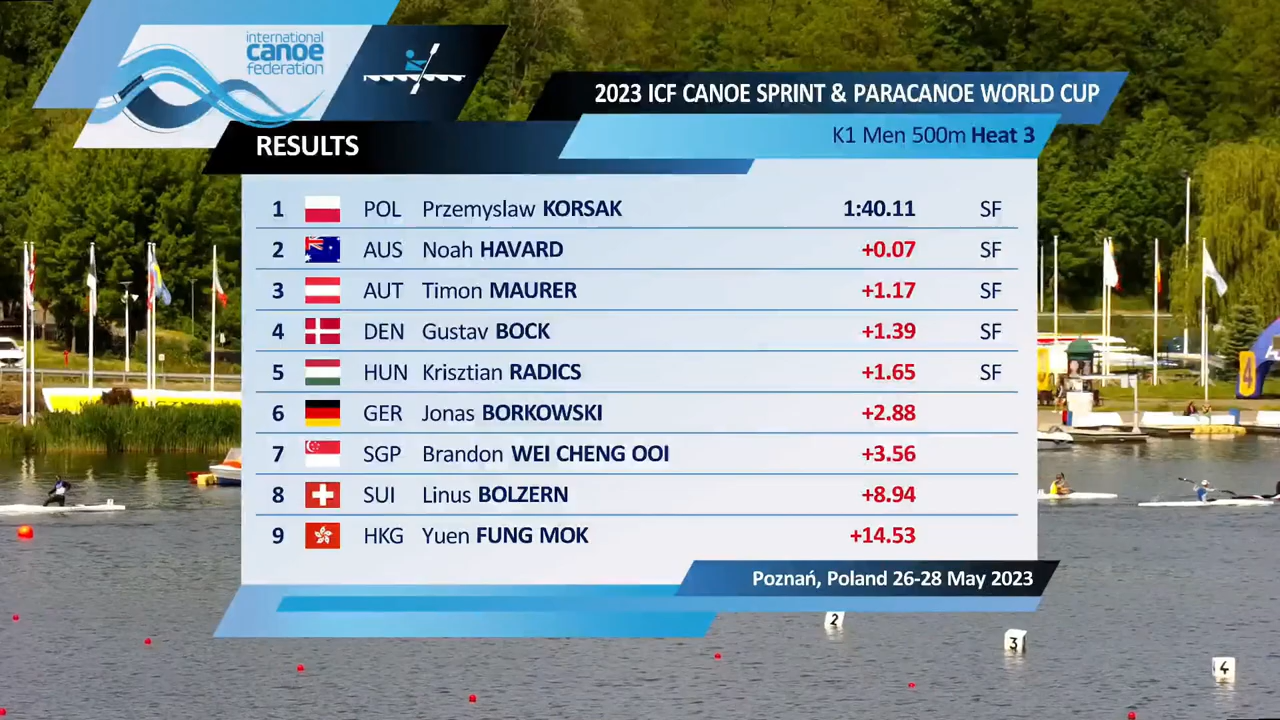 international
canoe
federation
2023 ICF CANOE SPRINT & PARACANOE WORLD CUP
K1 Men 500m Heat 3
RESULTS
1 POL Przemyslaw KORSAK 1:40.11 SF
2 AUS Noah HAVARD +0.07 SF
3 AUT Timon MAURER +1.17 SF
4 DEN Gustav BOCK +1.39 SF
5 HUN Krisztian RADICS +1.65 SF
6 GER Jonas BORKOWSKI +2.88
7 SGP Brandon WEI CHENG OOI +3.56
8 SUI Linus BOLZERN +8.94
9 HKG Yuen FUNG MOK +14.53
Poznań, Poland 26-28 May 2023
4
2
3
4